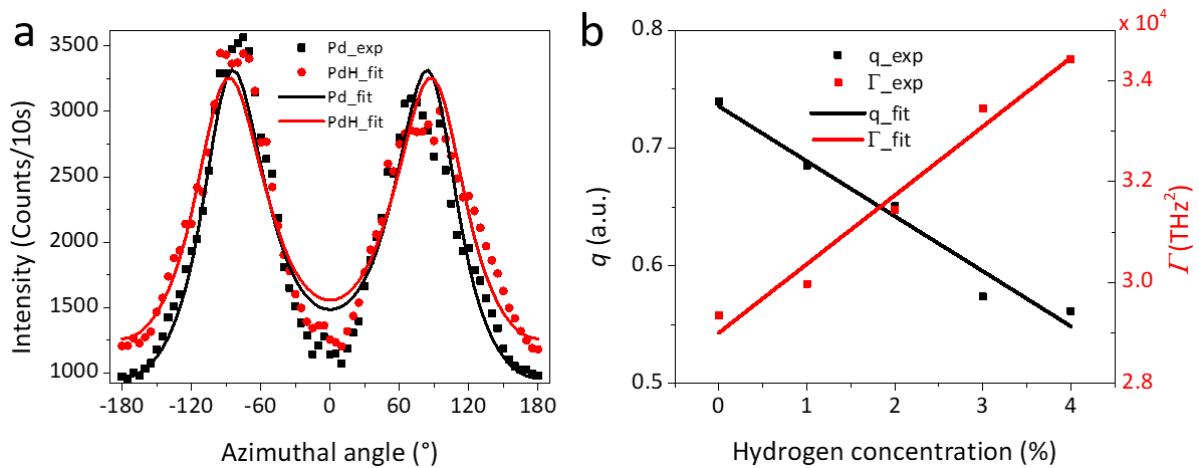 a
3500
3000
2500
2000
1500
1000
Intensity (Counts/10s)
Pd_exp
PdH_fit
Pd_fit
PdH_fit
-180 -120 -60 0 60 120 180
Azimuthal angle (°)
b
0.8
0.7
0.6
0.5
q (a.u.)
q_exp
Γ_exp
q_fit
Γ_fit
x 10⁴
3.4
3.2
3.0
2.8
Γ (THz²)
0 1 2 3 4
Hydrogen concentration (%)